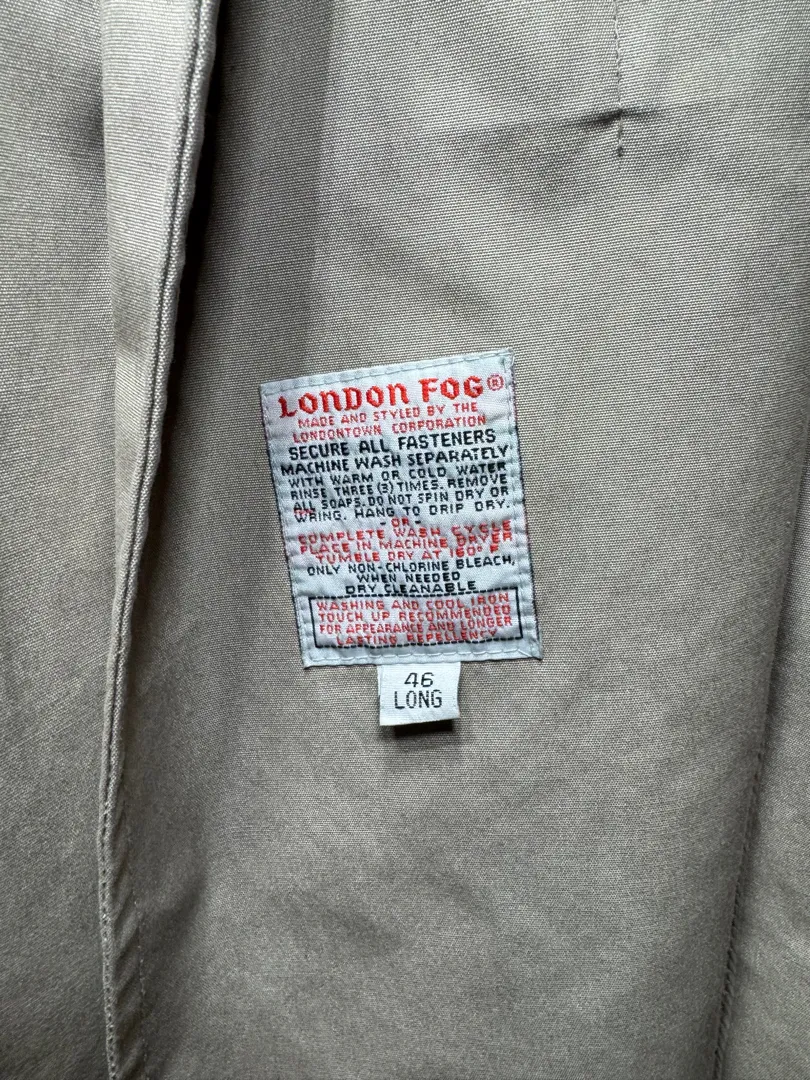 LONDON FOG®
MADE AND STYLED BY THE
LONDONTOWN CORPORATION
SECURE ALL FASTENERS
MACHINE WASH SEPARATELY
WITH WARM OR COLD WATER
RINSE THREE (3) TIMES. REMOVE
ALL SOAPS. DO NOT SPIN DRY OR
WRING. HANG TO DRIP DRY.
-OR-
COMPLETE WASH CYCLE
PLACE IN MACHINE DRYER
TUMBLE DRY AT 160° F
ONLY NON-CHLORINE BLEACH,
WHEN NEEDED
DRY CLEANABLE
WASHING AND COOL IRON
TOUCH UP RECOMMENDED
FOR APPEARANCE AND LONGER
LASTING REPELLENCY
46
LONG